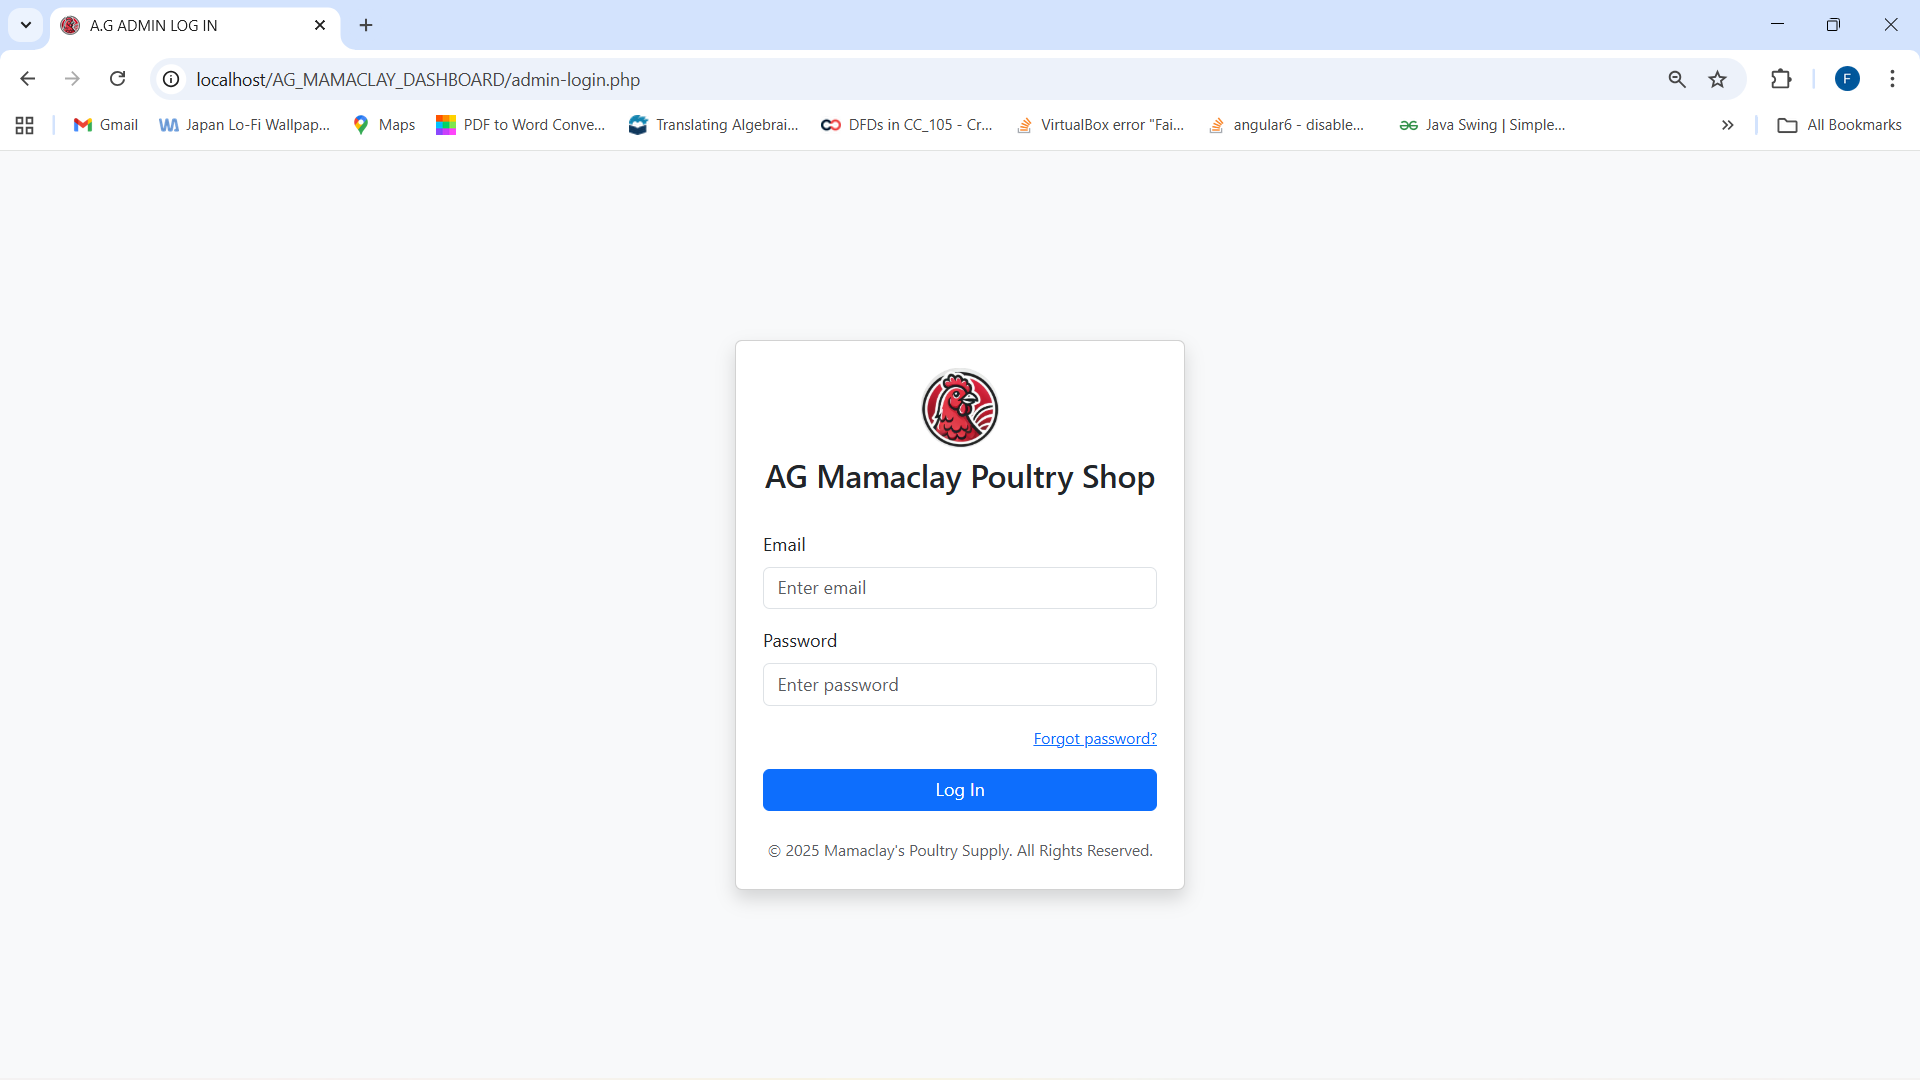 A.G ADMIN LOG IN
localhost/AG_MAMACLAY_DASHBOARD/admin-login.php
F
Gmail
Japan Lo-Fi Wallpap...
Maps
PDF to Word Conve...
Translating Algebrai...
DFDs in CC_105 - Cr...
VirtualBox error "Fai...
angular6 - disable...
Java Swing | Simple...
All Bookmarks
AG Mamaclay Poultry Shop
Email
Enter email
Password
Enter password
Forgot password?
Log In
© 2025 Mamaclay's Poultry Supply. All Rights Reserved.